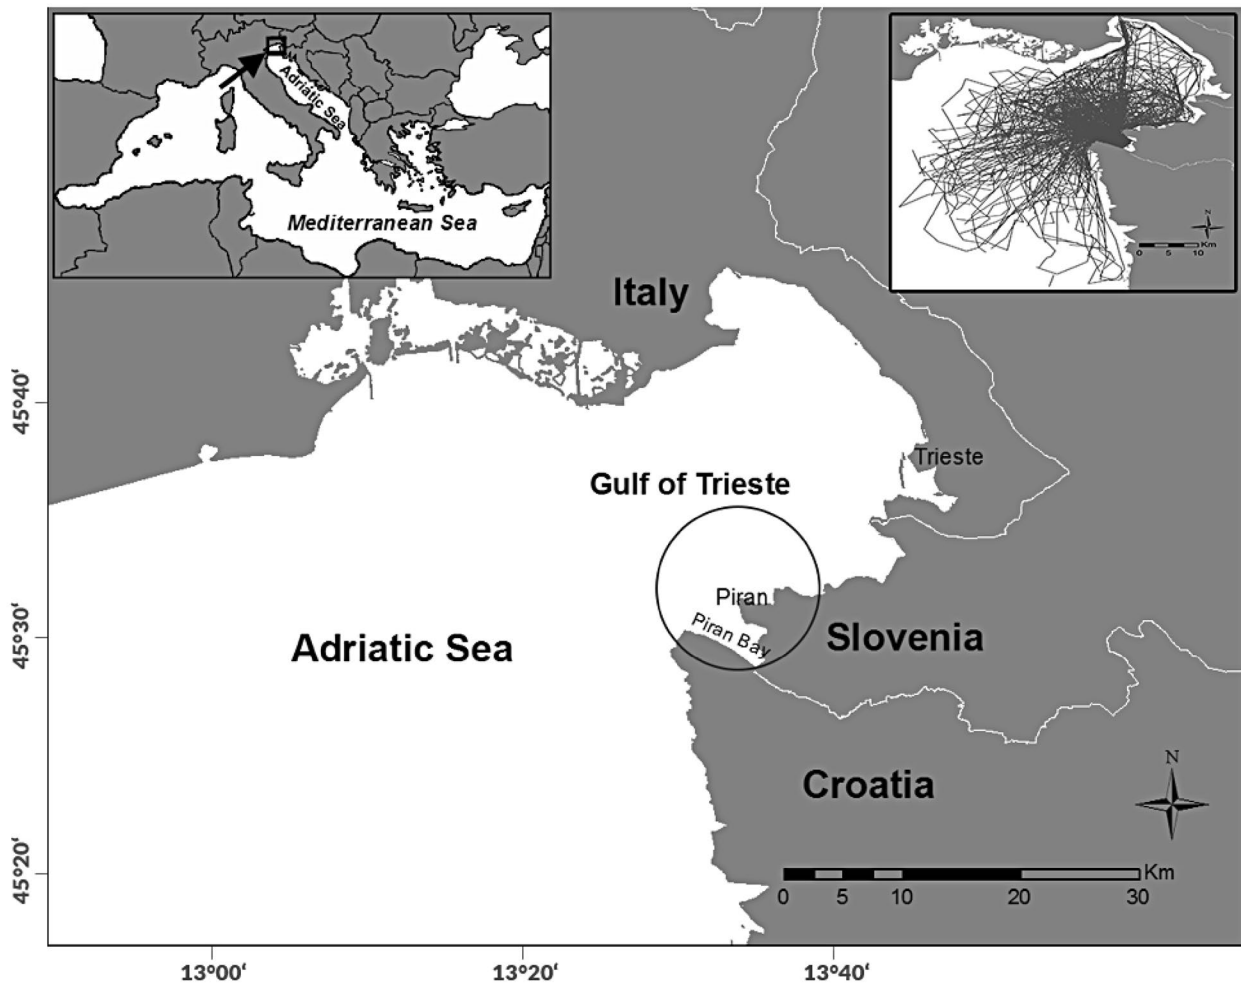 Adriatic Sea
Mediterranean Sea
N
Km
0 5 10
Italy
Trieste
Gulf of Trieste
Piran
Piran Bay
Adriatic Sea
Slovenia
Croatia
N
Km
0 5 10 20 30
45°40‘
45°30‘
45°20‘
13°00‘ 13°20‘ 13°40‘